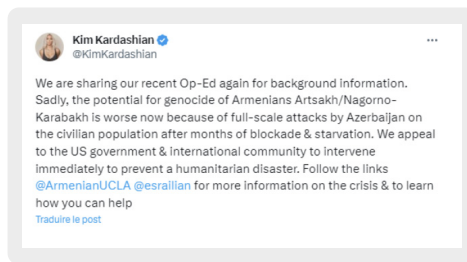 Kim Kardashian
@KimKardashian
We are sharing our recent Op-Ed again for background information.
Sadly, the potential for genocide of Armenians Artsakh/Nagorno-
Karabakh is worse now because of full-scale attacks by Azerbaijan on
the civilian population after months of blockade & starvation. We appeal
to the US government & international community to intervene
immediately to prevent a humanitarian disaster. Follow the links
@ArmenianUCLA @esrailian for more information on the crisis & to learn
how you can help
Traduire le post